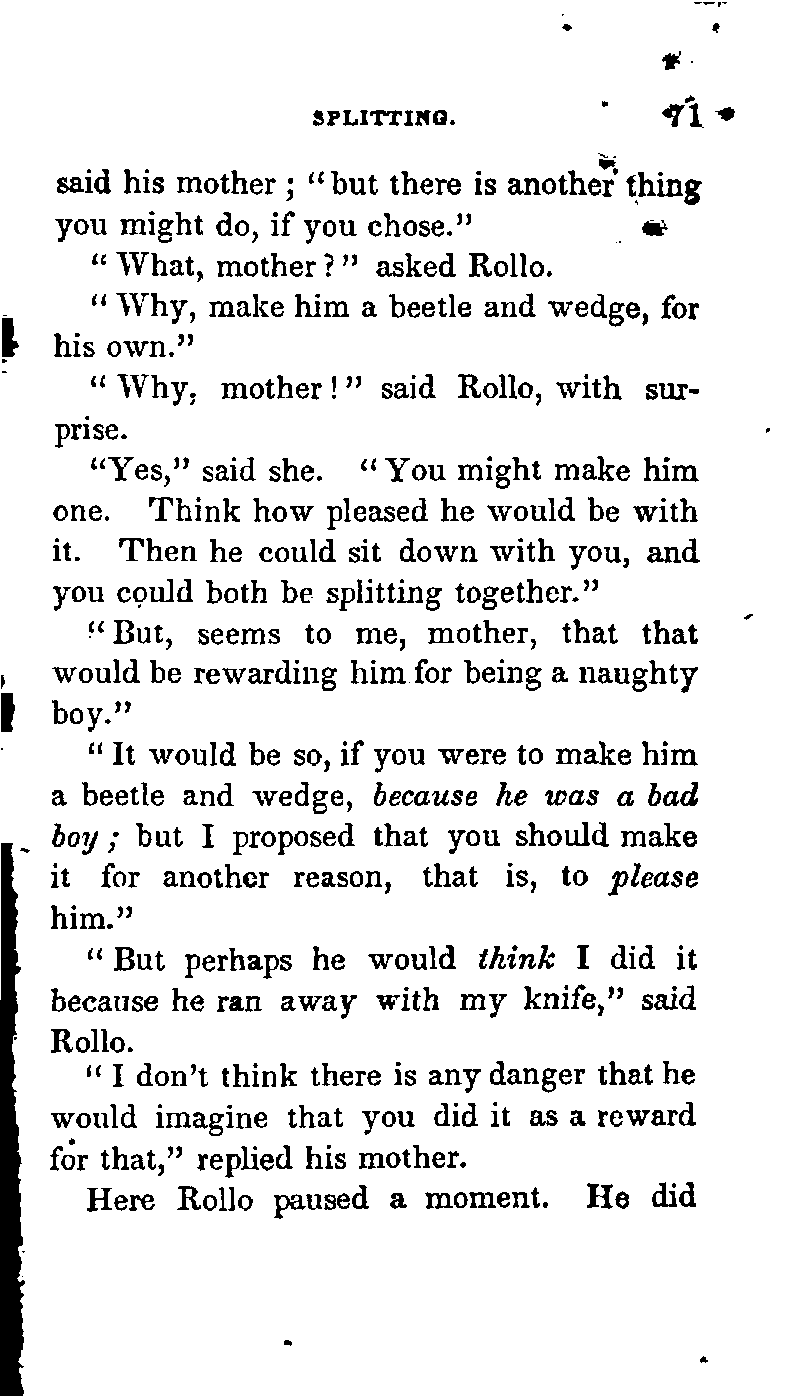 SPLITTING. 71
said his mother; "but there is another thing
you might do, if you chose."
"What, mother?" asked Rollo.
"Why, make him a beetle and wedge, for
his own."
"Why, mother!" said Rollo, with sur-
prise.
"Yes," said she. "You might make him
one. Think how pleased he would be with
it. Then he could sit down with you, and
you could both be splitting together."
"But, seems to me, mother, that that
would be rewarding him for being a naughty
boy."
"It would be so, if you were to make him
a beetle and wedge, because he was a bad
boy; but I proposed that you should make
it for another reason, that is, to please
him."
"But perhaps he would think I did it
because he ran away with my knife," said
Rollo.
"I don't think there is any danger that he
would imagine that you did it as a reward
for that," replied his mother.
Here Rollo paused a moment. He did